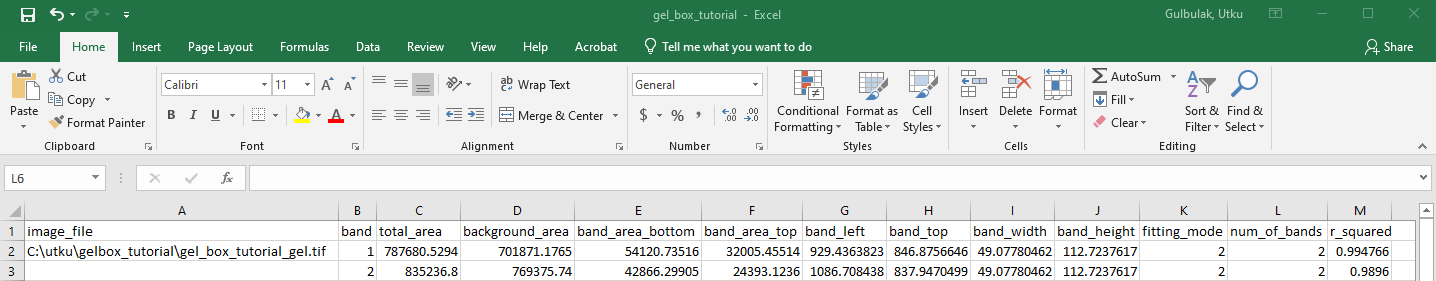 gel_box_tutorial - Excel
Gulbulak, Utku
File Home Insert Page Layout Formulas Data Review View Help Acrobat Tell me what you want to do Share
Paste
Cut
Copy
Format Painter
Clipboard
Calibri 11
B I U A
Font
Wrap Text
Merge & Center
Alignment
General
$ % ,
Number
Conditional Formatting
Format as Table
Cell Styles
Styles
Insert
Delete
Format
Cells
AutoSum
Fill
Clear
Sort & Filter
Find & Select
Editing
L6 fx
A B C D E F G H I J K L M
1 image_file band total_area background_area band_area_bottom band_area_top band_left band_top band_width band_height fitting_mode num_of_bands r_squared
2 C:\utku\gelbox_tutorial\gel_box_tutorial_gel.tif 1 787680.5294 701871.1765 54120.73516 32005.45514 929.4363823 846.8756646 49.07780462 112.7237617 2 2 0.994766
3 2 835236.8 769375.74 42866.29905 24393.1236 1086.708438 837.9470499 49.07780462 112.7237617 2 2 0.9896